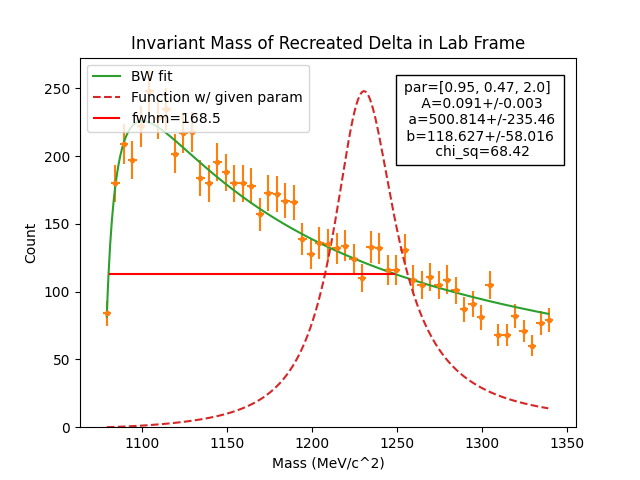 Invariant Mass of Recreated Delta in Lab Frame
BW fit
Function w/ given param
fwhm=168.5
par=[0.95, 0.47, 2.0]
A=0.091+/-0.003
a=500.814+/-235.46
b=118.627+/-58.016
chi_sq=68.42
250
200
150
100
50
0
Count
1100
1150
1200
1250
1300
1350
Mass (MeV/c^2)